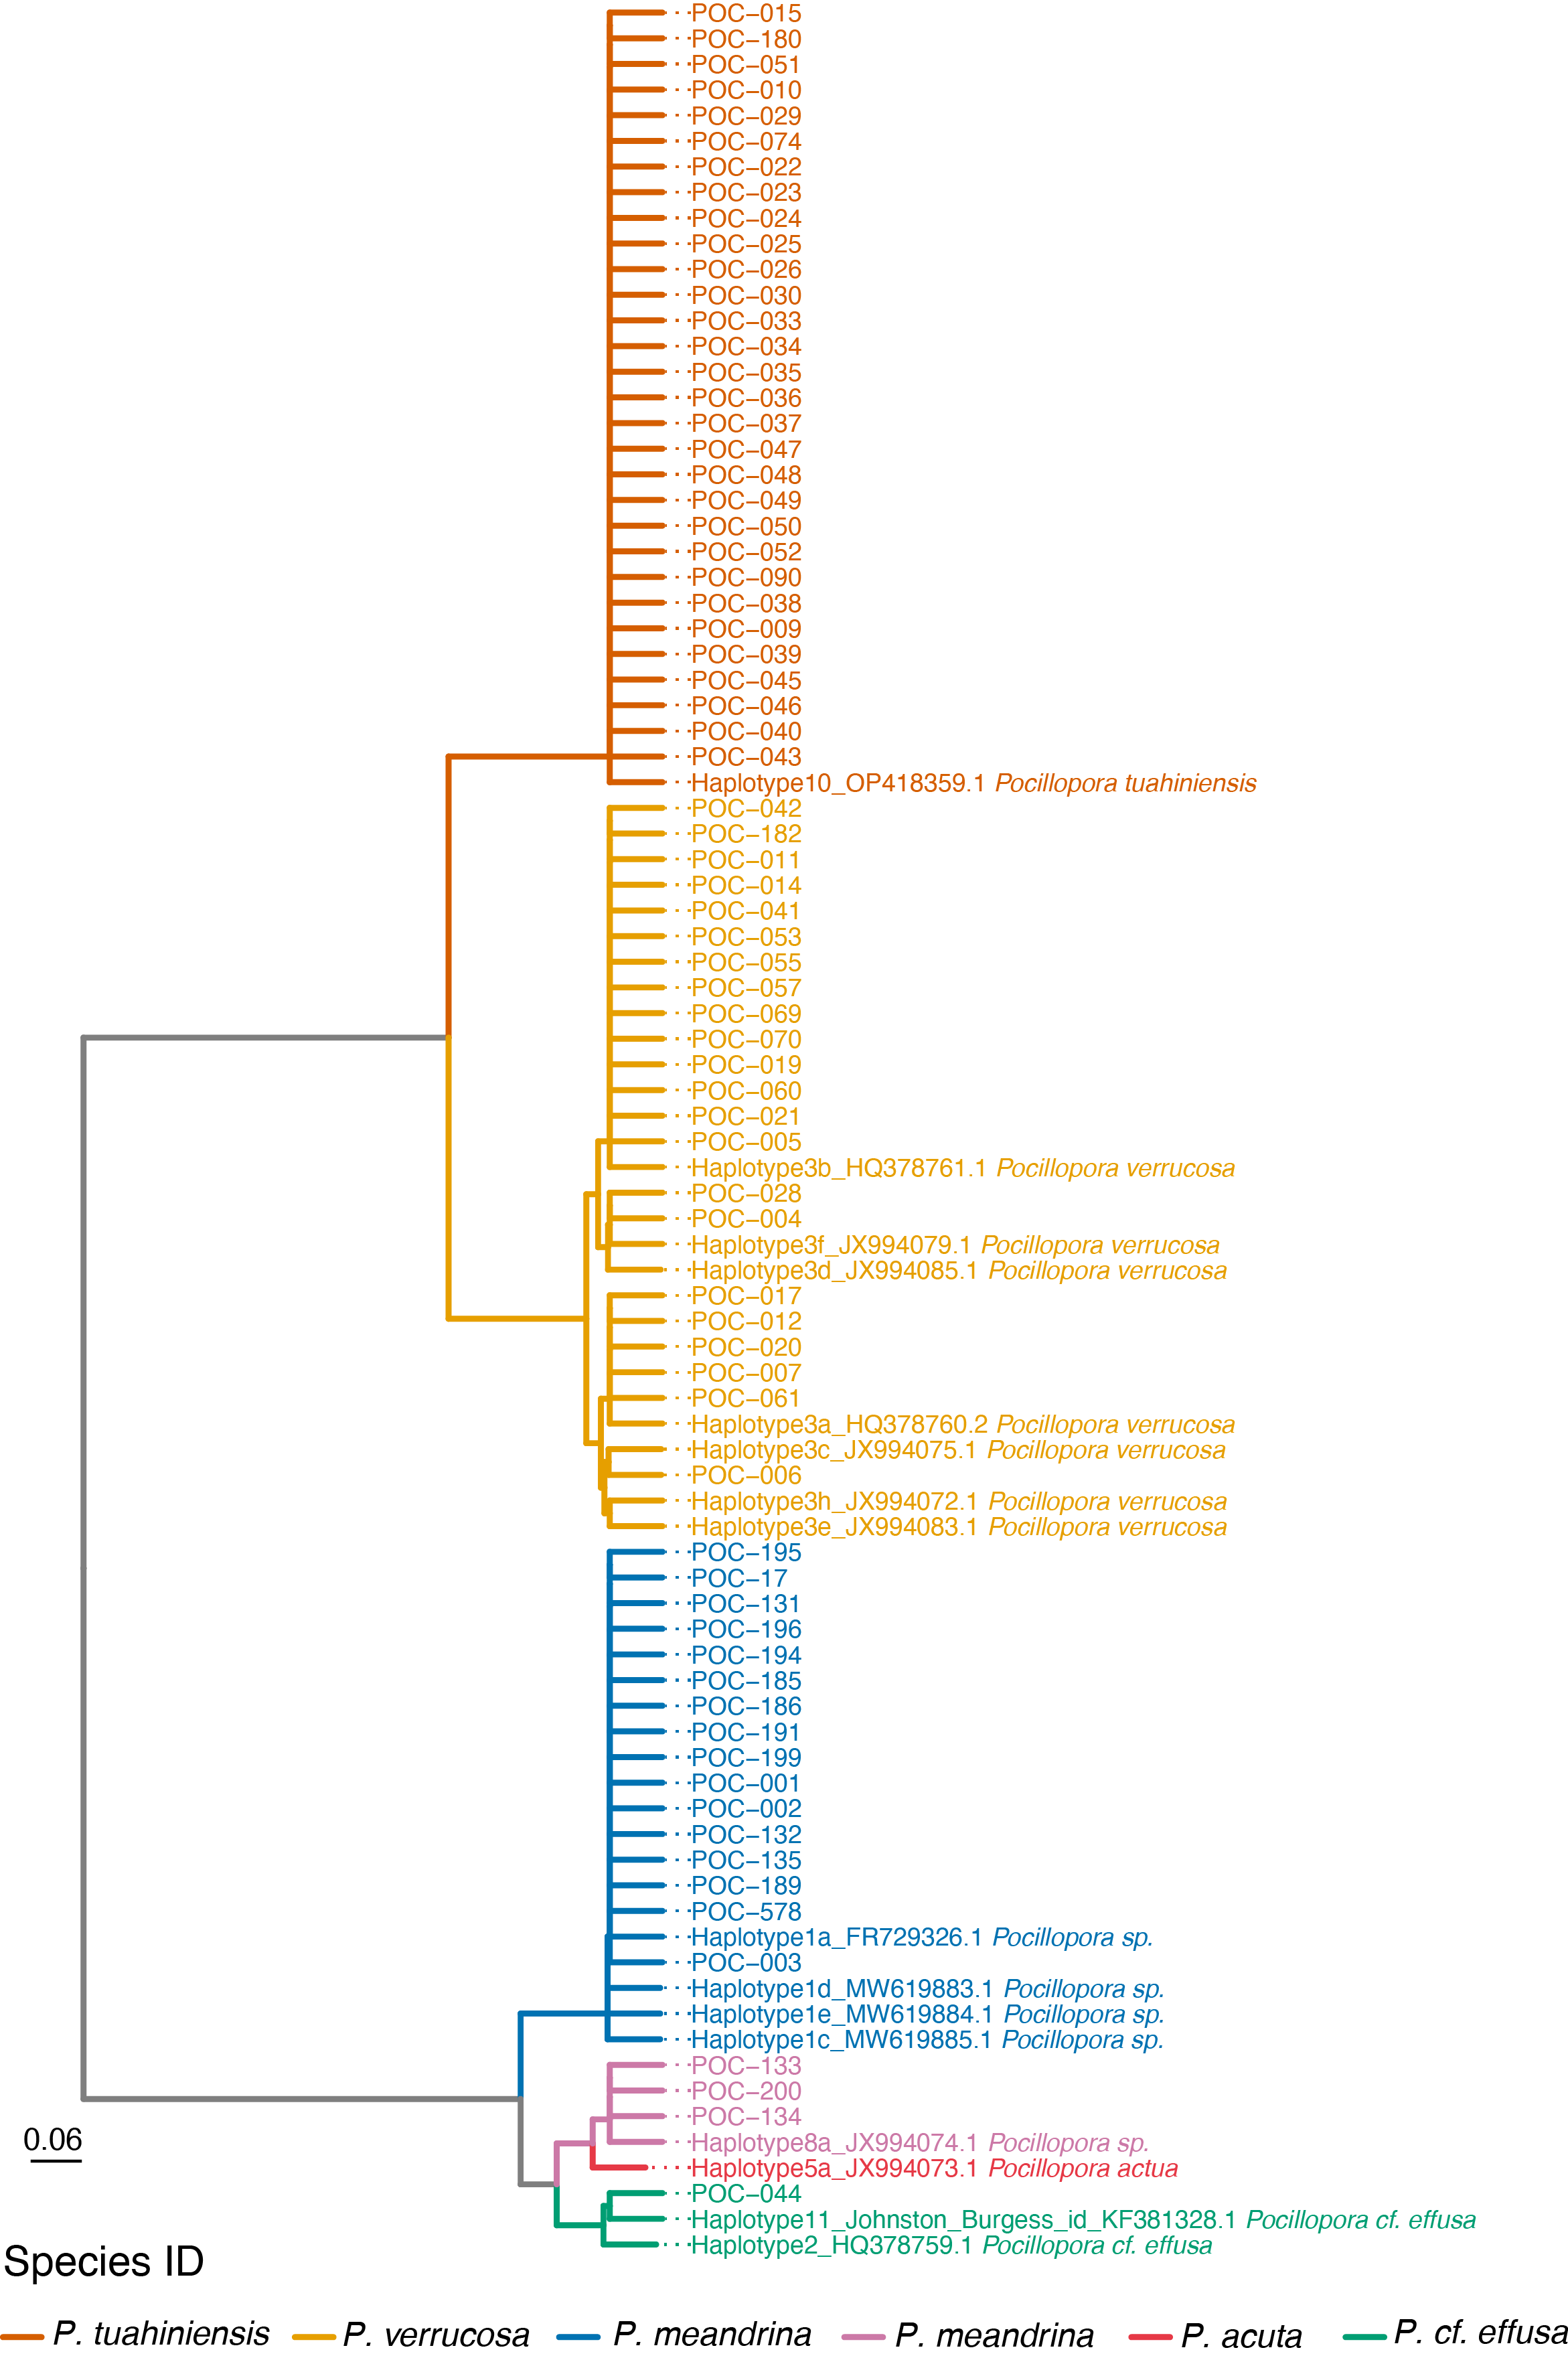 POC−015
POC−180
POC−051
POC−010
POC−029
POC−074
POC−022
POC−023
POC−024
POC−025
POC−026
POC−030
POC−033
POC−034
POC−035
POC−036
POC−037
POC−047
POC−048
POC−049
POC−050
POC−052
POC−090
POC−038
POC−009
POC−039
POC−045
POC−046
POC−040
POC−043
Haplotype10_OP418359.1 Pocillopora tuahiniensis
POC−042
POC−182
POC−011
POC−014
POC−041
POC−053
POC−055
POC−057
POC−069
POC−070
POC−019
POC−060
POC−021
POC−005
Haplotype3b_HQ378761.1 Pocillopora verrucosa
POC−028
POC−004
Haplotype3f_JX994079.1 Pocillopora verrucosa
Haplotype3d_JX994085.1 Pocillopora verrucosa
POC−017
POC−012
POC−020
POC−007
POC−061
Haplotype3a_HQ378760.2 Pocillopora verrucosa
Haplotype3c_JX994075.1 Pocillopora verrucosa
POC−006
Haplotype3h_JX994072.1 Pocillopora verrucosa
Haplotype3e_JX994083.1 Pocillopora verrucosa
POC−195
POC−17
POC−131
POC−196
POC−194
POC−185
POC−186
POC−191
POC−199
POC−001
POC−002
POC−132
POC−135
POC−189
POC−578
Haplotype1a_FR729326.1 Pocillopora sp.
POC−003
Haplotype1d_MW619883.1 Pocillopora sp.
Haplotype1e_MW619884.1 Pocillopora sp.
Haplotype1c_MW619885.1 Pocillopora sp.
POC−133
POC−200
POC−134
Haplotype8a_JX994074.1 Pocillopora sp.
Haplotype5a_JX994073.1 Pocillopora actua
POC−044
Haplotype11_Johnston_Burgess_id_KF381328.1 Pocillopora cf. effusa
Haplotype2_HQ378759.1 Pocillopora cf. effusa
0.06
Species ID
P. tuahiniensis P. verrucosa P. meandrina P. meandrina P. acuta P. cf. effusa